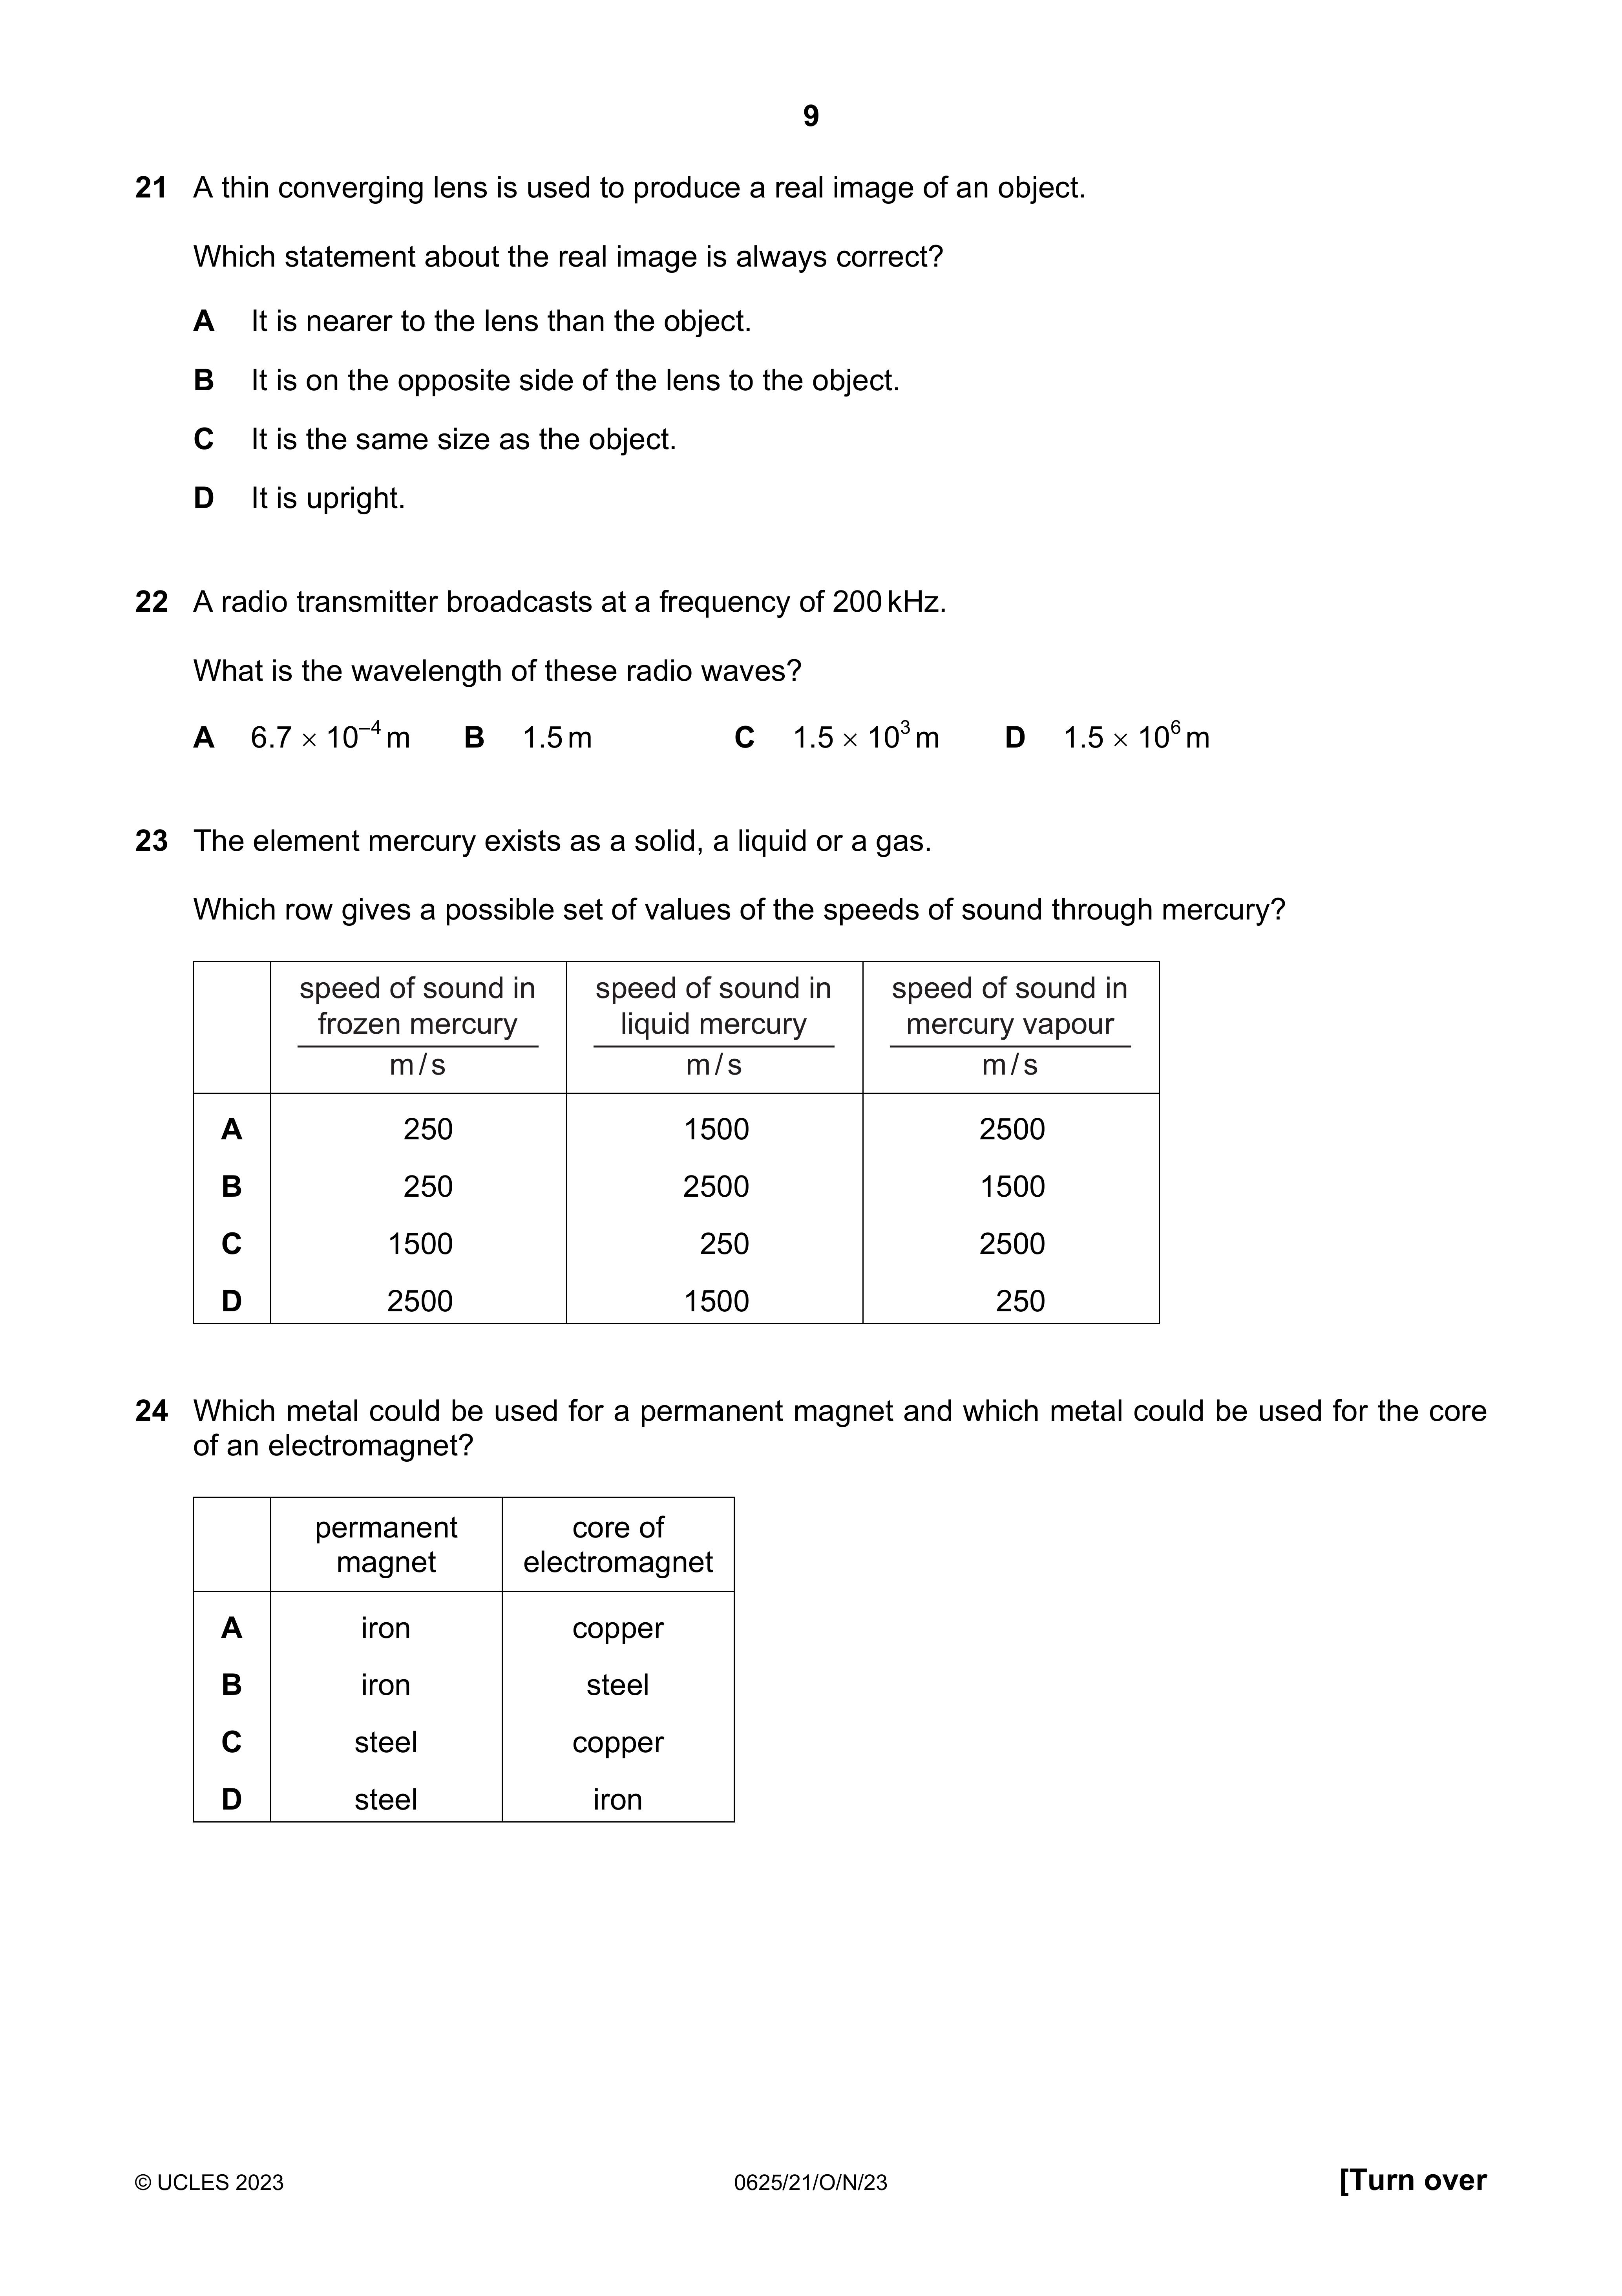 9
21 A thin converging lens is used to produce a real image of an object.
Which statement about the real image is always correct?
A It is nearer to the lens than the object.
B It is on the opposite side of the lens to the object.
C It is the same size as the object.
D It is upright.
22 A radio transmitter broadcasts at a frequency of 200 kHz.
What is the wavelength of these radio waves?
A 6.7 × 10⁻⁴ m B 1.5 m C 1.5 × 10³ m D 1.5 × 10⁶ m
23 The element mercury exists as a solid, a liquid or a gas.
Which row gives a possible set of values of the speeds of sound through mercury?
speed of sound in speed of sound in speed of sound in
frozen mercury liquid mercury mercury vapour
m / s m / s m / s
A 250 1500 2500
B 250 2500 1500
C 1500 250 2500
D 2500 1500 250
24 Which metal could be used for a permanent magnet and which metal could be used for the core
of an electromagnet?
permanent core of
magnet electromagnet
A iron copper
B iron steel
C steel copper
D steel iron
© UCLES 2023 0625/21/O/N/23 [Turn over